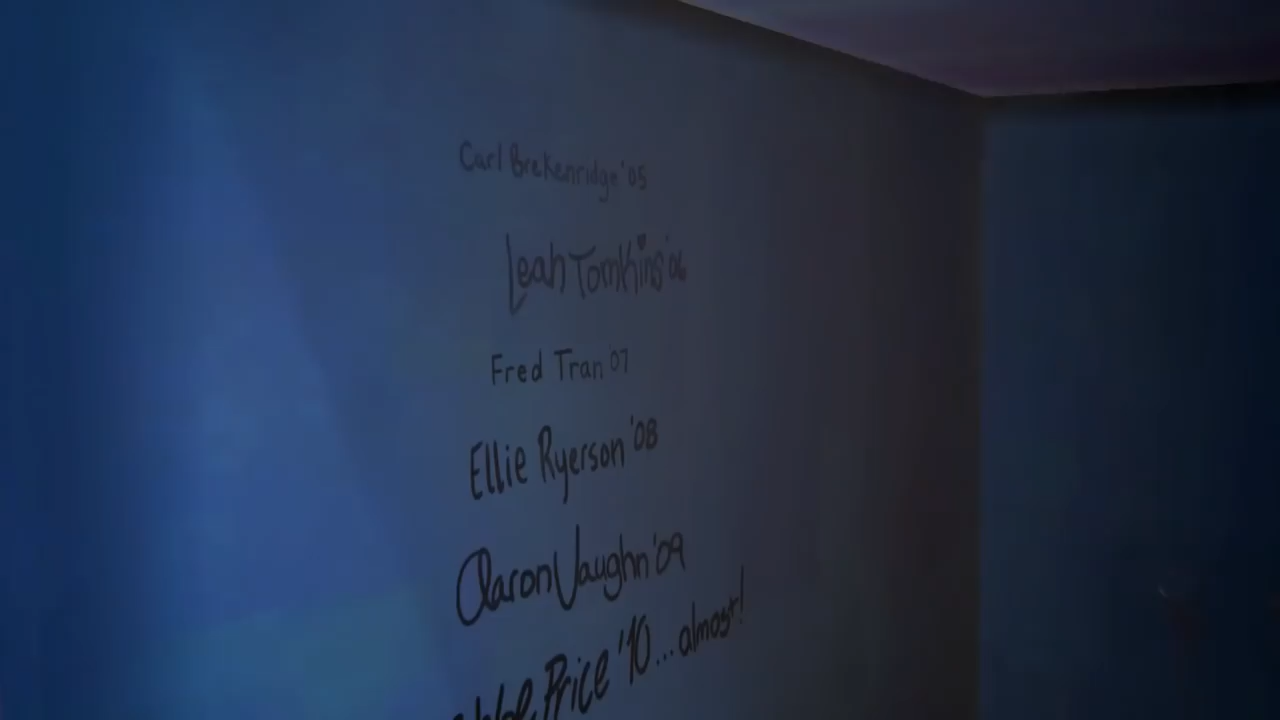 Carl Brekenridge '05
Leah Tomkins '06
Fred Tran '07
Ellie Ryerson '08
Aaron Vaughn '09
Price '10... almost!